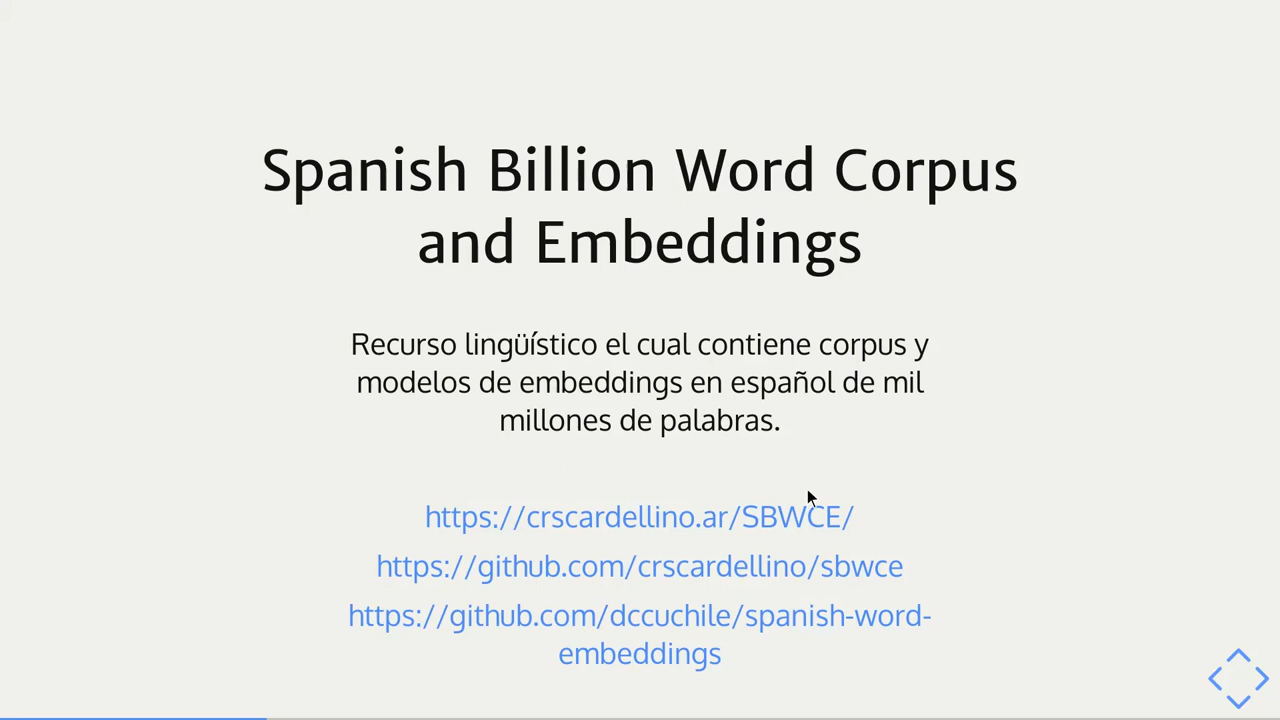 Spanish Billion Word Corpus
and Embeddings
Recurso lingüístico el cual contiene corpus y
modelos de embeddings en español de mil
millones de palabras.
https://crscardellino.ar/SBWCE/
https://github.com/crscardellino/sbwce
https://github.com/dccuchile/spanish-word-
embeddings